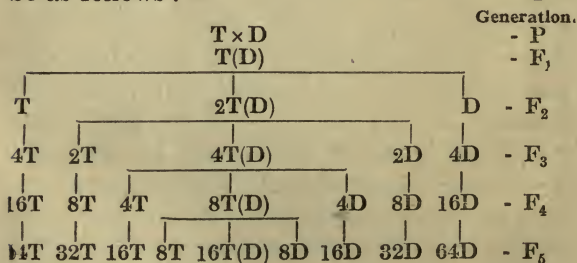 Generation.
T × D - P
T(D) - F₁
T 2T(D) D - F₂
4T 2T 4T(D) 2D 4D - F₃
16T 8T 4T 8T(D) 4D 8D 16D - F₄
32T 16T 8T 16T(D) 8D 16D 32D 64D - F₅